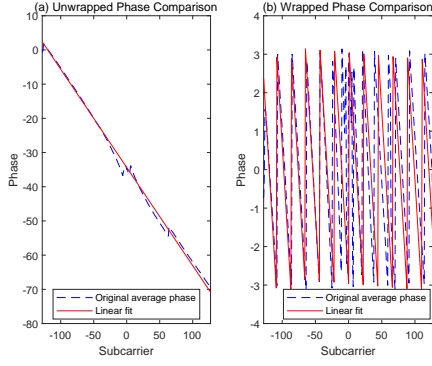 (a) Unwrapped Phase Comparison
(b) Wrapped Phase Comparison
10
0
-10
-20
-30
-40
-50
-60
-70
-80
Phase
-100
-50
0
50
100
Subcarrier
Original average phase
Linear fit
4
3
2
1
0
-1
-2
-3
-4
Phase
-100
-50
0
50
100
Subcarrier
Original average phase
Linear fit